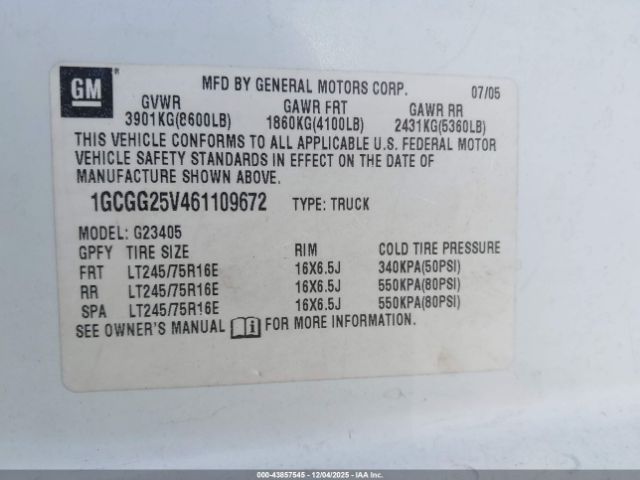 GM
MFD BY GENERAL MOTORS CORP. 07/05
GVWR GAWR FRT GAWR RR
3901KG(8600LB) 1860KG(4100LB) 2431KG(5360LB)
THIS VEHICLE CONFORMS TO ALL APPLICABLE U.S. FEDERAL MOTOR
VEHICLE SAFETY STANDARDS IN EFFECT ON THE DATE OF
MANUFACTURE SHOWN ABOVE.
1GCGG25V461109672 TYPE: TRUCK
MODEL: G23405
GPFY TIRE SIZE RIM COLD TIRE PRESSURE
FRT LT245/75R16E 16X6.5J 340KPA(50PSI)
RR LT245/75R16E 16X6.5J 550KPA(80PSI)
SPA LT245/75R16E 16X6.5J 550KPA(80PSI)
SEE OWNER'S MANUAL FOR MORE INFORMATION.
000-43857545 - 12/04/2025 - IAAI.com